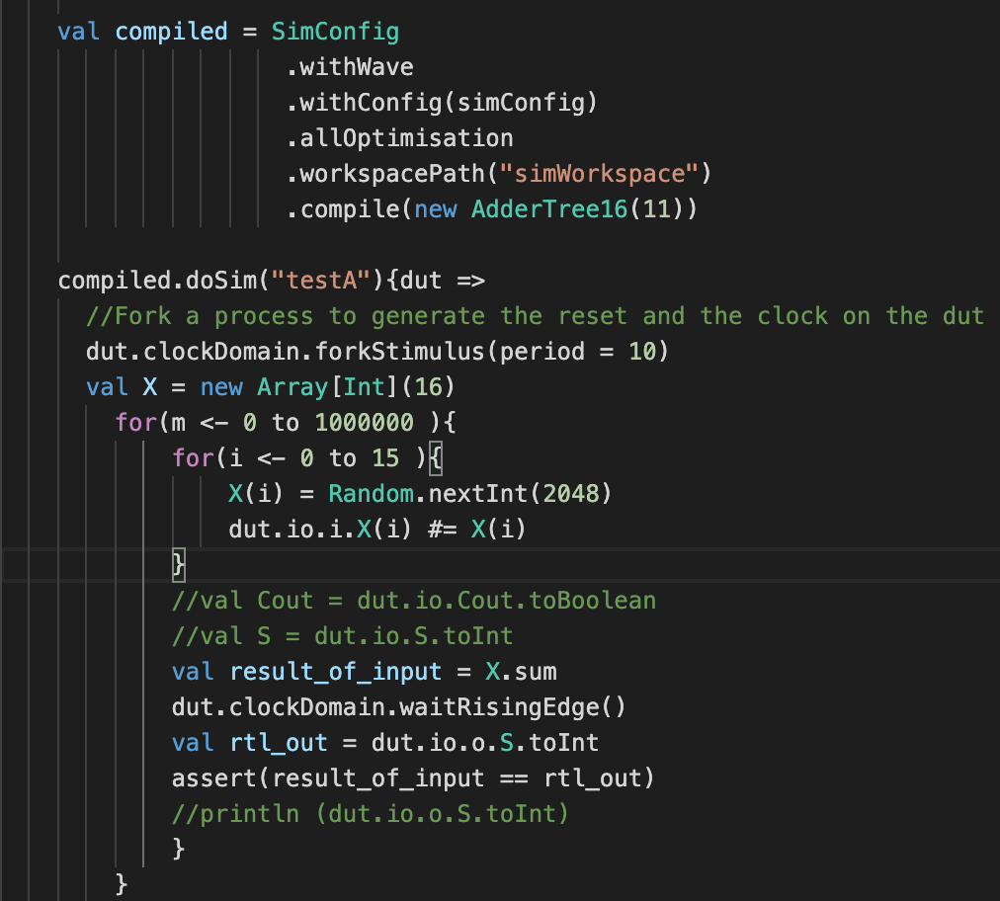 val compiled = SimConfig
.withWave
.withConfig(simConfig)
.allOptimisation
.workspacePath("simWorkspace")
.compile(new AdderTree16(11))
compiled.doSim("testA"){dut =>
//Fork a process to generate the reset and the clock on the dut
dut.clockDomain.forkStimulus(period = 10)
val X = new Array[Int](16)
for(m <- 0 to 1000000 ){
for(i <- 0 to 15 ){
X(i) = Random.nextInt(2048)
dut.io.i.X(i) #= X(i)
}
//val Cout = dut.io.Cout.toBoolean
//val S = dut.io.S.toInt
val result_of_input = X.sum
dut.clockDomain.waitRisingEdge()
val rtl_out = dut.io.o.S.toInt
assert(result_of_input == rtl_out)
//println (dut.io.o.S.toInt)
}
}